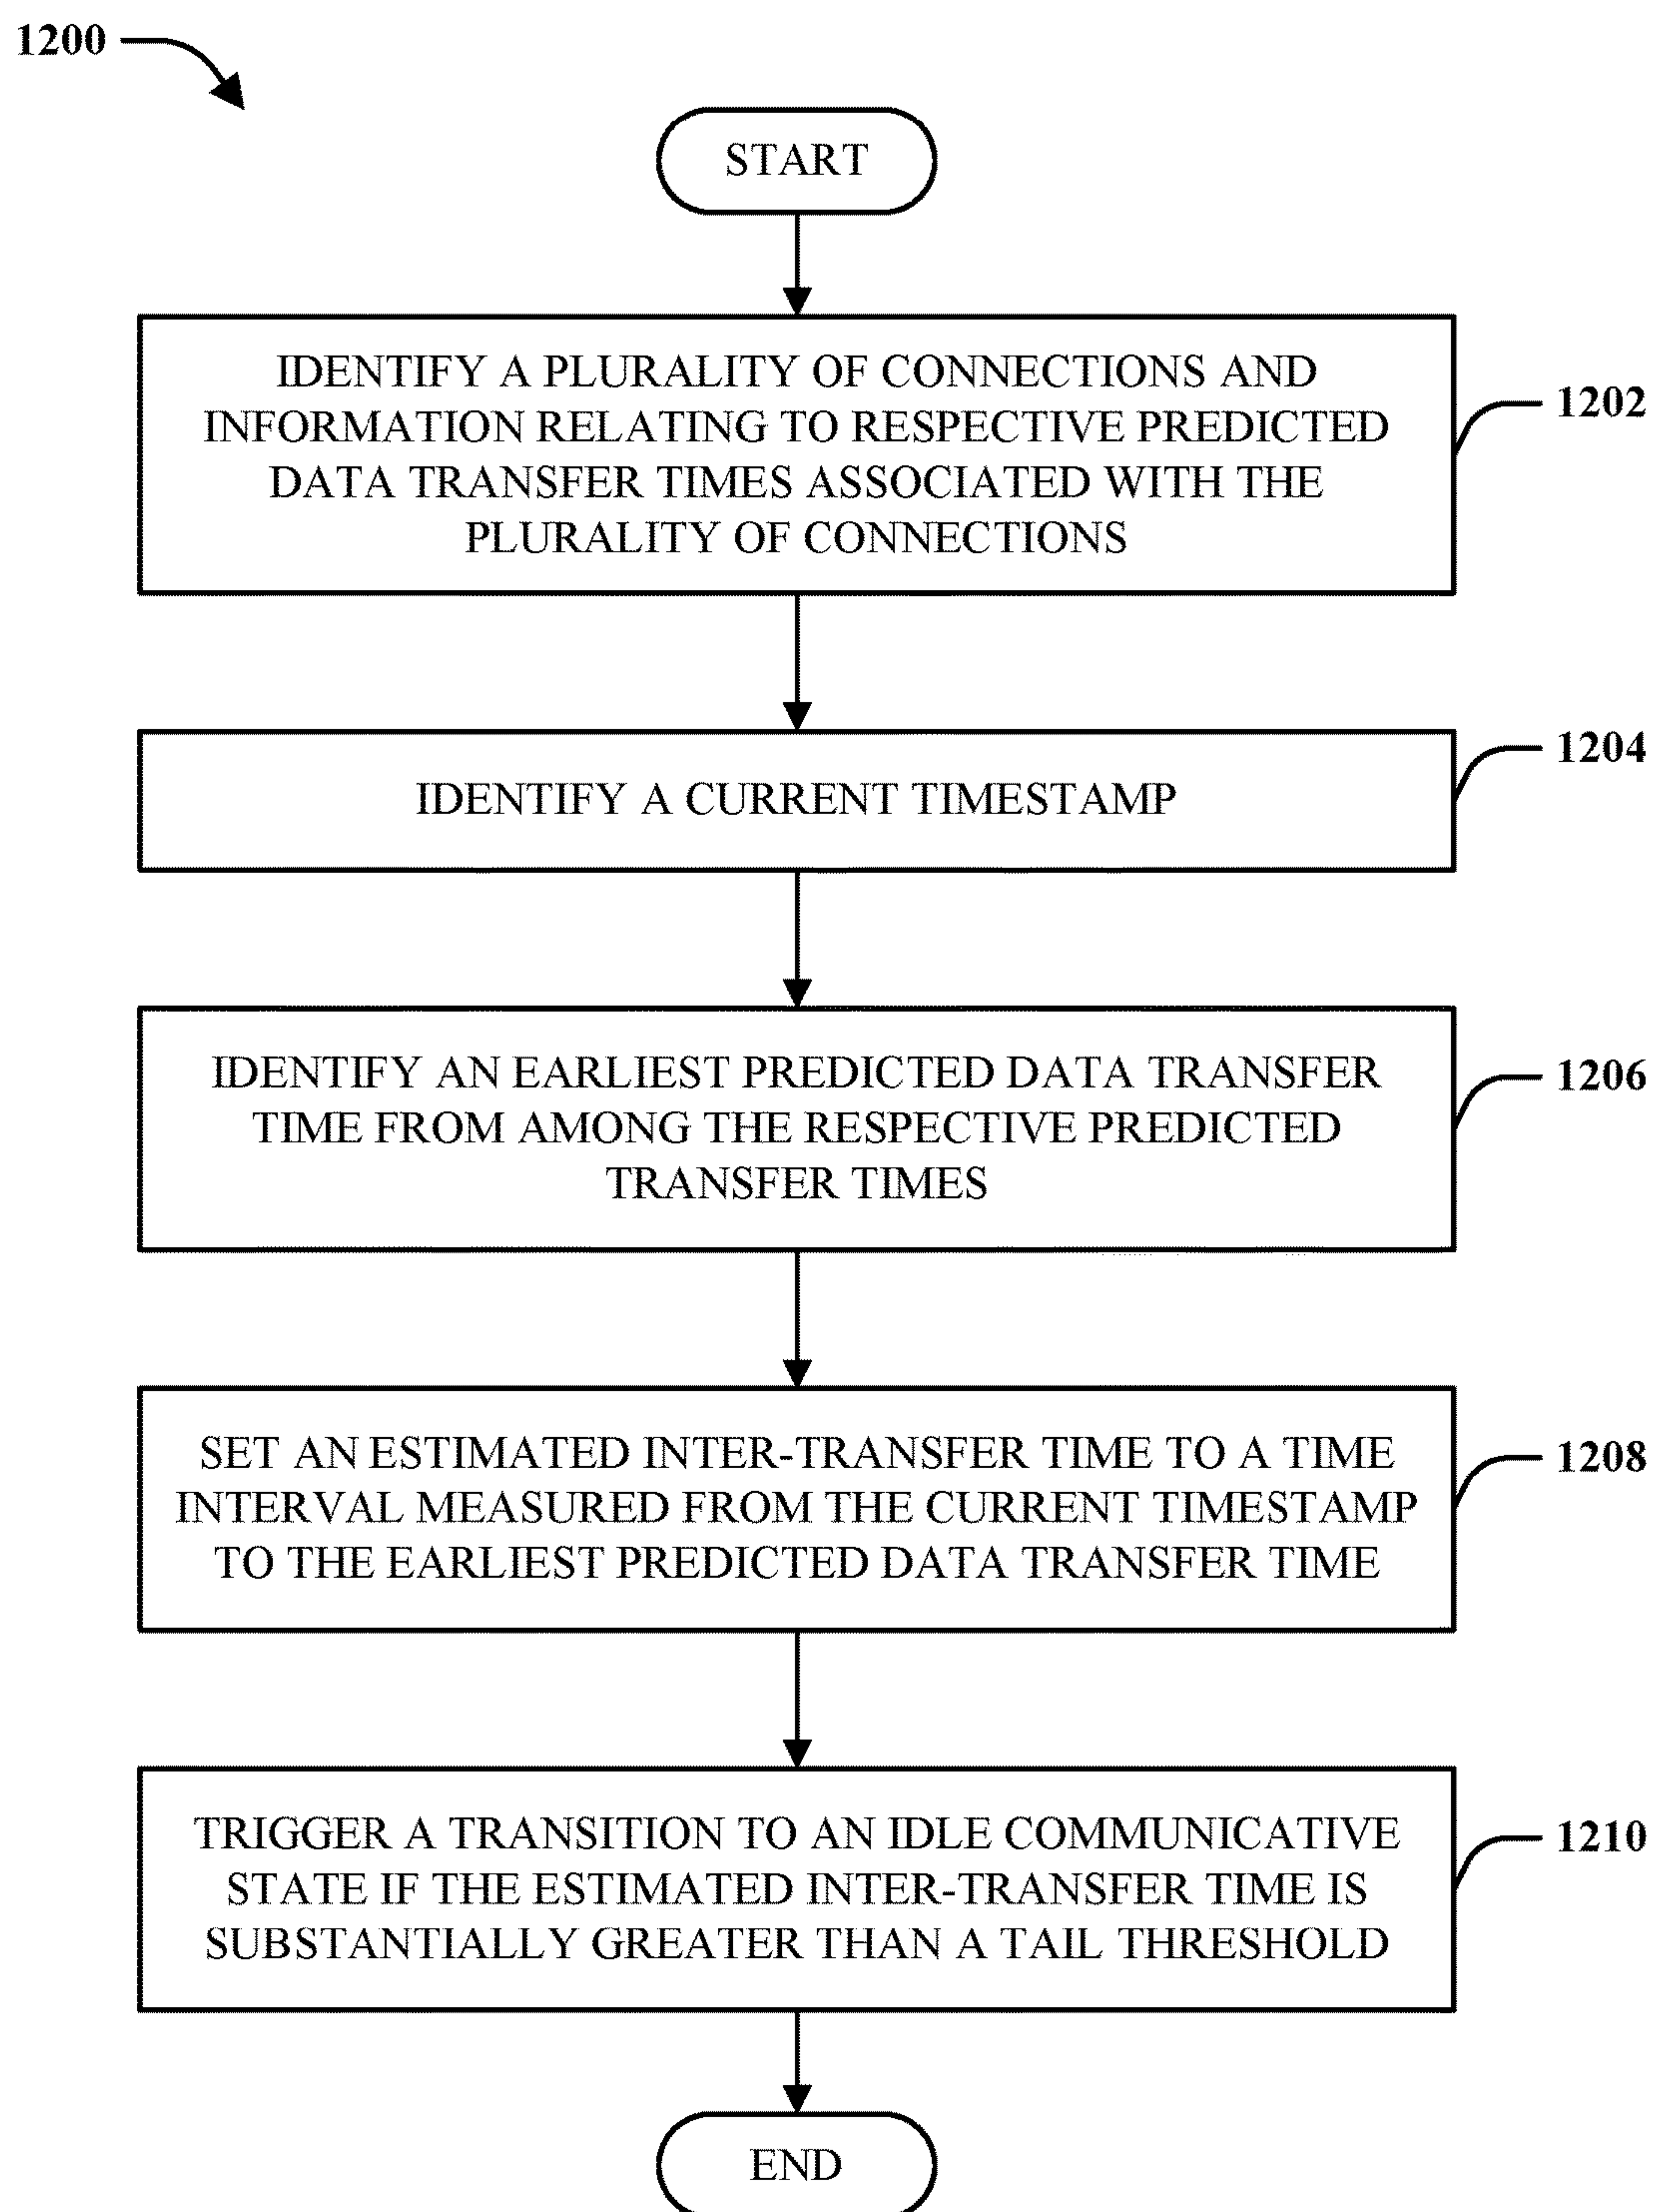 1200
START
IDENTIFY A PLURALITY OF CONNECTIONS AND
INFORMATION RELATING TO RESPECTIVE PREDICTED
DATA TRANSFER TIMES ASSOCIATED WITH THE
PLURALITY OF CONNECTIONS
1202
IDENTIFY A CURRENT TIMESTAMP
1204
IDENTIFY AN EARLIEST PREDICTED DATA TRANSFER
TIME FROM AMONG THE RESPECTIVE PREDICTED
TRANSFER TIMES
1206
SET AN ESTIMATED INTER-TRANSFER TIME TO A TIME
INTERVAL MEASURED FROM THE CURRENT TIMESTAMP
TO THE EARLIEST PREDICTED DATA TRANSFER TIME
1208
TRIGGER A TRANSITION TO AN IDLE COMMUNICATIVE
STATE IF THE ESTIMATED INTER-TRANSFER TIME IS
SUBSTANTIALLY GREATER THAN A TAIL THRESHOLD
1210
END